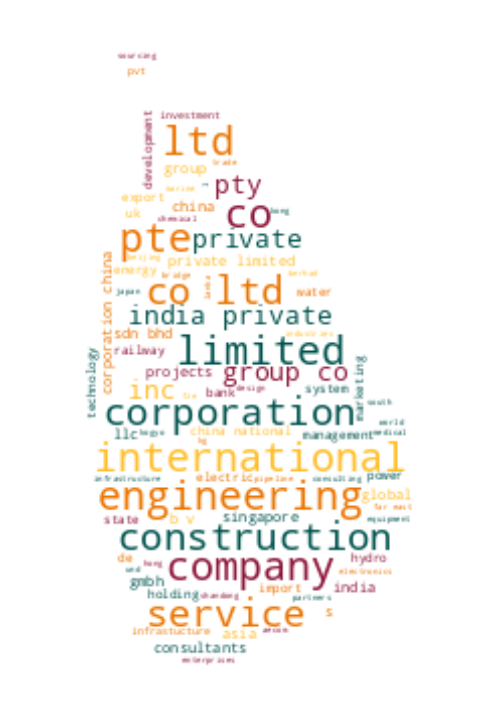 sourcing
pvt
investment
development
ltd
trade
group
marine
pty
export
china
co
hong
uk
chemical
pte
private
beijing
private limited
energy
bridge
berhad
corporation china
japan
co ltd
lanka
water
india private
sdn bhd
industries
railway
limited
technology
projects
group co
marketing
inc
bank
design
system
south
corporation
world
llc
china national
management
medical
international
infrastructure
electric
pipeline
consulting
power
engineering
global
far east
state
b v
singapore
equipment
construction
de
hong
company
hydro
electronics
gmbh
import
india
holding
shandong
partners
service
s
infrastucture
asia
aecom
consultants
enterprises